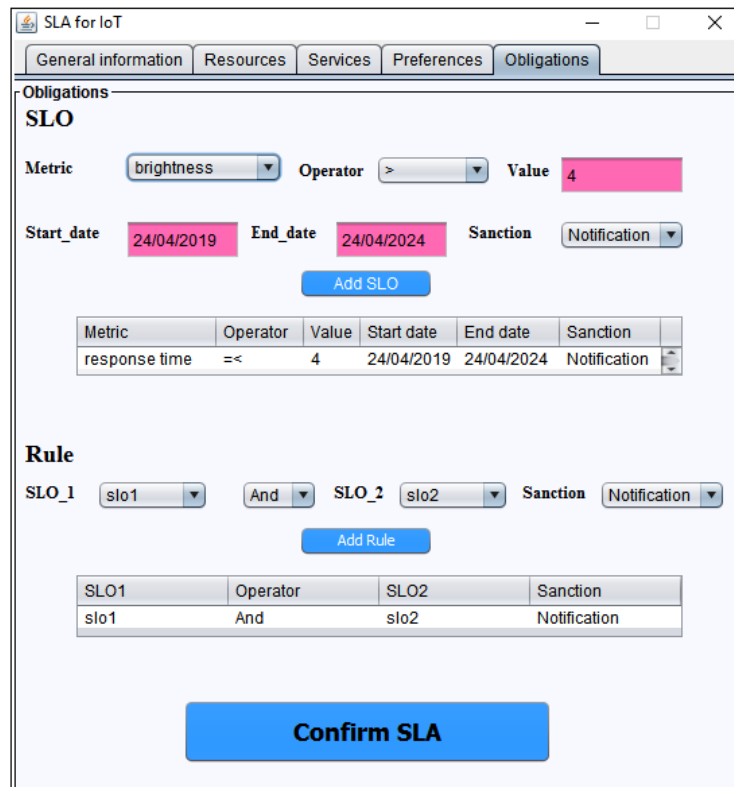 SLA for IoT
General information Resources Services Preferences Obligations
Obligations
SLO
Metric brightness Operator > Value 4
Start_date 24/04/2019 End_date 24/04/2024 Sanction Notification
Add SLO
Metric Operator Value Start date End date Sanction
response time =< 4 24/04/2019 24/04/2024 Notification
Rule
SLO_1 slo1 And SLO_2 slo2 Sanction Notification
Add Rule
SLO1 Operator SLO2 Sanction
slo1 And slo2 Notification
Confirm SLA